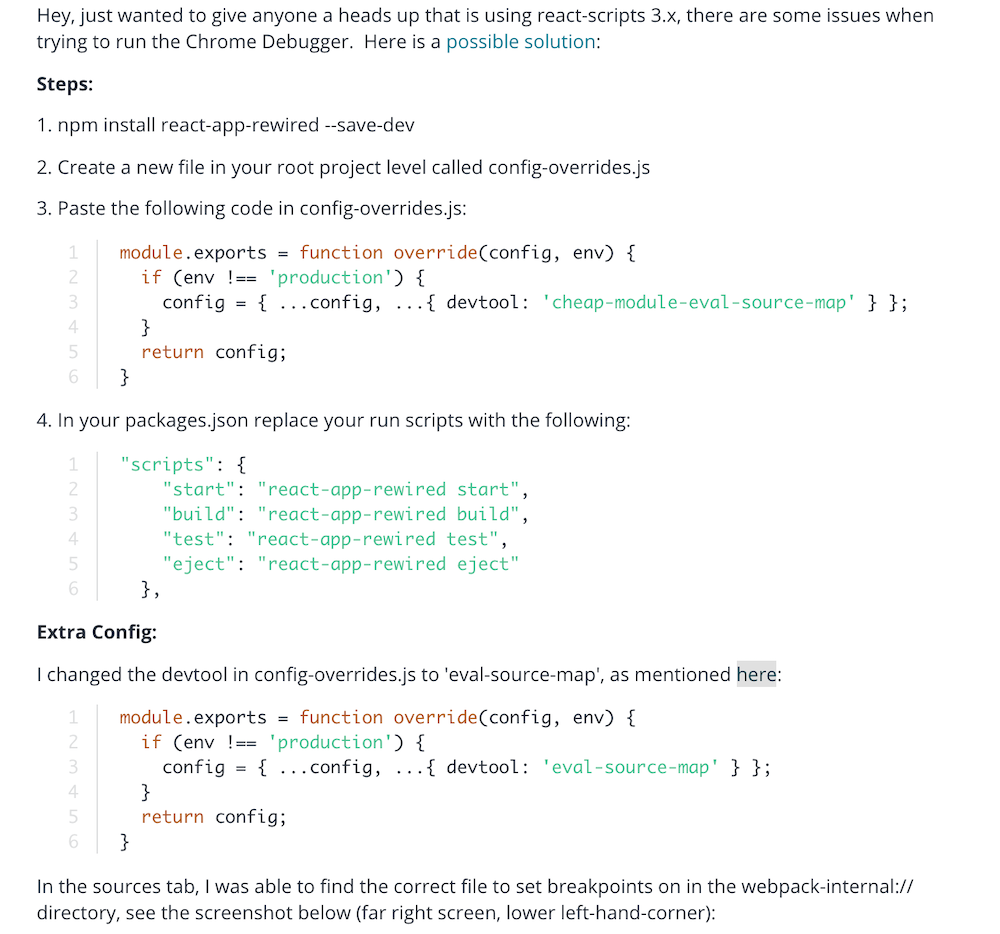 Hey, just wanted to give anyone a heads up that is using react-scripts 3.x, there are some issues when
trying to run the Chrome Debugger.  Here is a possible solution:
Steps:
1. npm install react-app-rewired --save-dev
2. Create a new file in your root project level called config-overrides.js
3. Paste the following code in config-overrides.js:
1 module.exports = function override(config, env) {
2   if (env !== 'production') {
3     config = { ...config, ...{ devtool: 'cheap-module-eval-source-map' } };
4   }
5   return config;
6 }
4. In your packages.json replace your run scripts with the following:
1 "scripts": {
2     "start": "react-app-rewired start",
3     "build": "react-app-rewired build",
4     "test": "react-app-rewired test",
5     "eject": "react-app-rewired eject"
6   },
Extra Config:
I changed the devtool in config-overrides.js to 'eval-source-map', as mentioned here:
1 module.exports = function override(config, env) {
2   if (env !== 'production') {
3     config = { ...config, ...{ devtool: 'eval-source-map' } };
4   }
5   return config;
6 }
In the sources tab, I was able to find the correct file to set breakpoints on in the webpack-internal://
directory, see the screenshot below (far right screen, lower left-hand-corner):